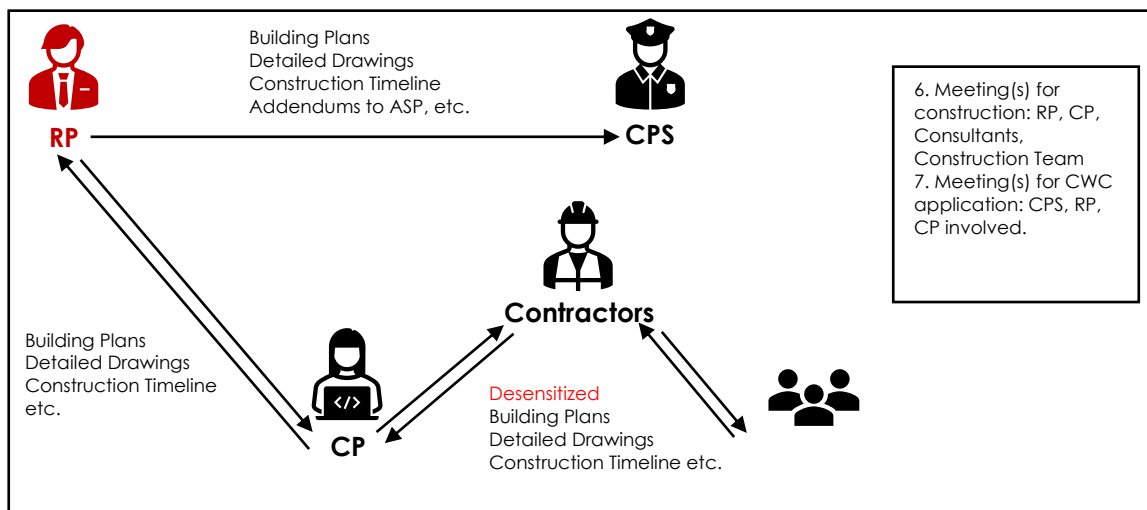 Building Plans
Detailed Drawings
Construction Timeline
Addendums to ASP, etc.
RP
CPS
6. Meeting(s) for
construction: RP, CP,
Consultants,
Construction Team
7. Meeting(s) for CWC
application: CPS, RP,
CP involved.
Contractors
Building Plans
Detailed Drawings
Construction Timeline
etc.
</>
CP
Desensitized
Building Plans
Detailed Drawings
Construction Timeline etc.